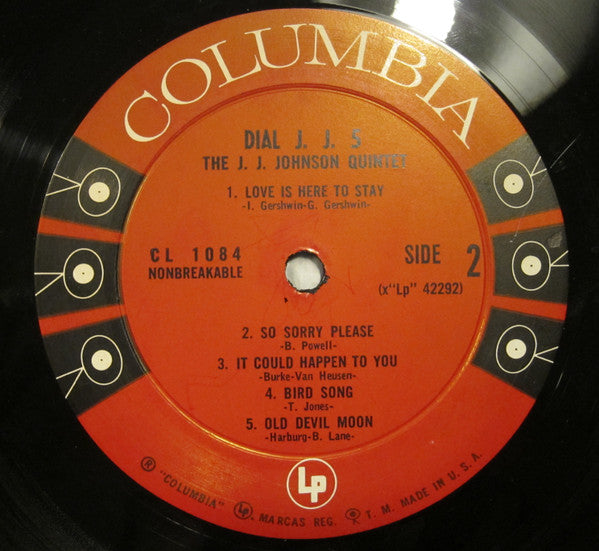 COLUMBIA
DIAL J. J. 5
THE J. J. JOHNSON QUINTET
1. LOVE IS HERE TO STAY
-I. Gershwin-G. Gershwin-
CL 1084
NONBREAKABLE
SIDE 2
(x"Lp" 42292)
2. SO SORRY PLEASE
-B. Powell-
3. IT COULD HAPPEN TO YOU
-Burke-Van Heusen-
4. BIRD SONG
-T. Jones-
5. OLD DEVIL MOON
-Harburg-B. Lane-
Lp
® "COLUMBIA" Lp MARCAS REG. T. M. MADE IN U. S. A.